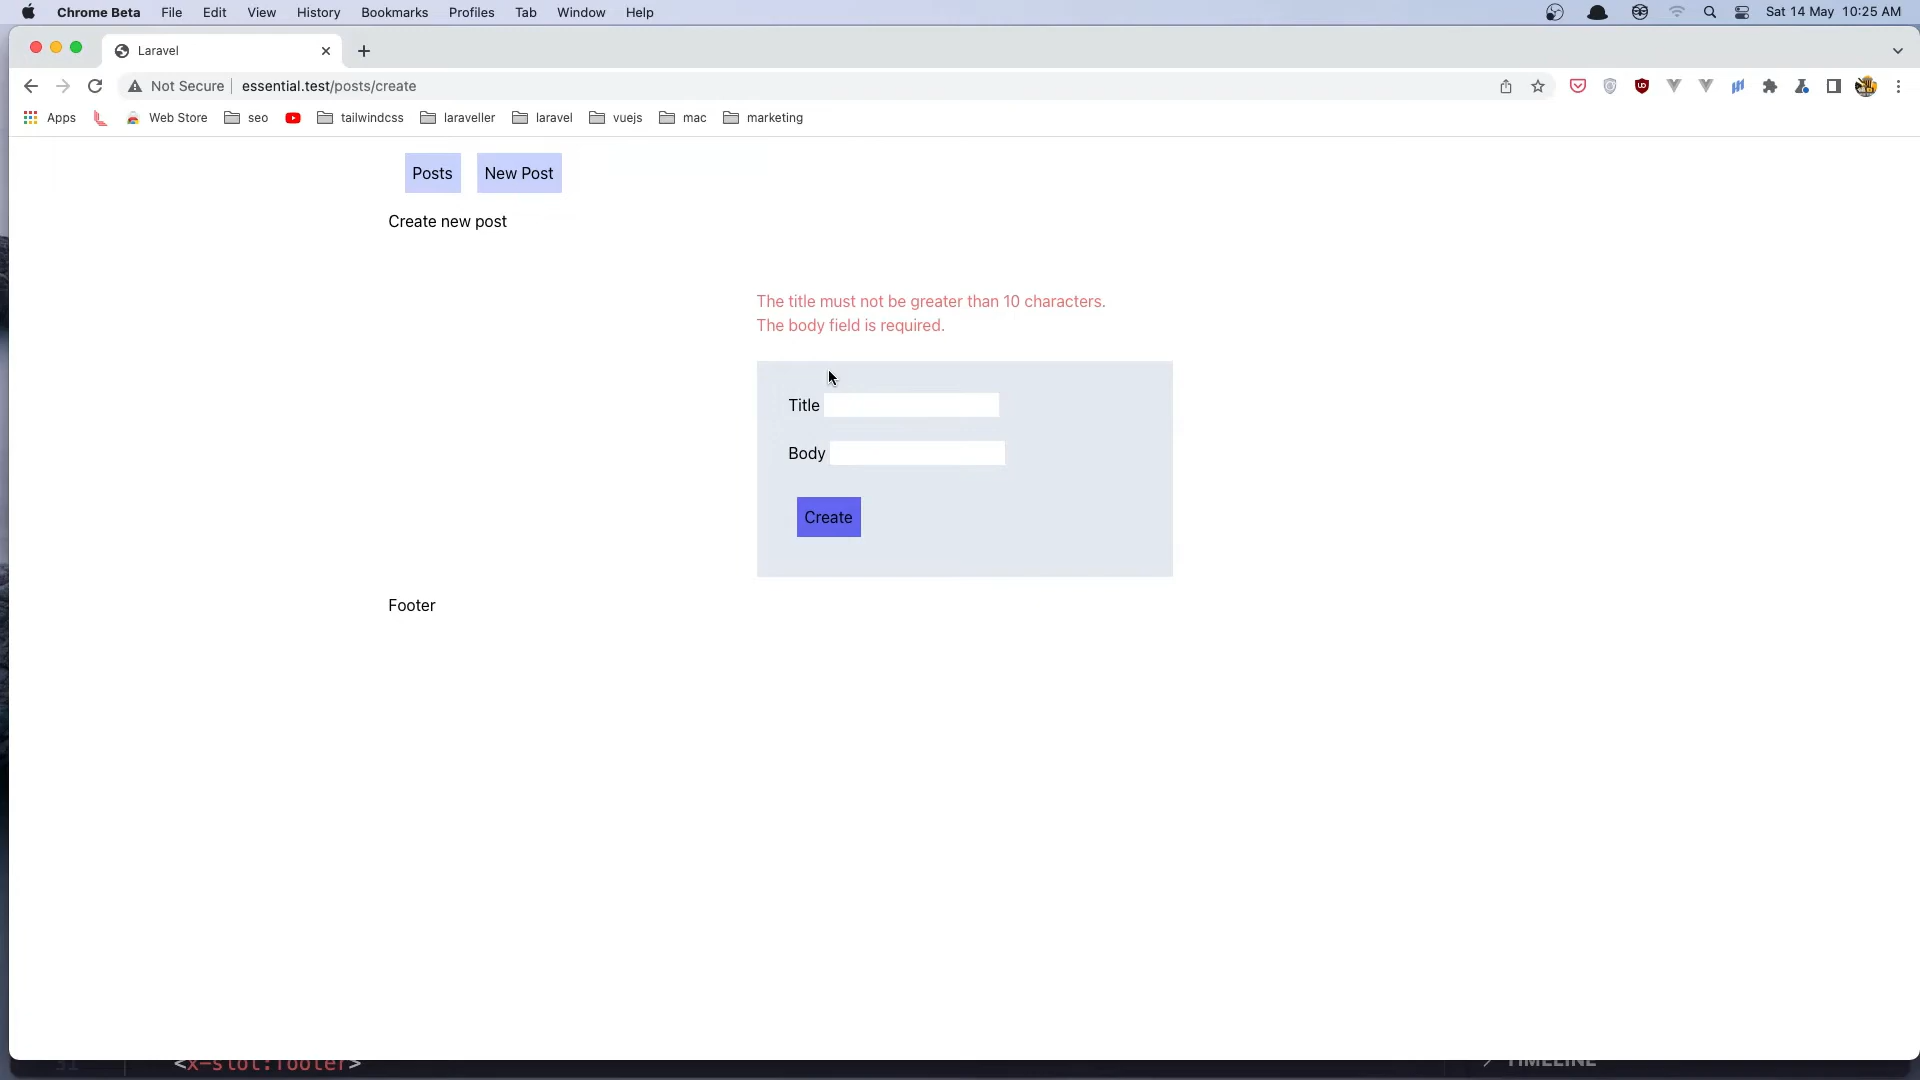 Chrome Beta File Edit View History Bookmarks Profiles Tab Window Help Sat 14 May 10:25 AM
Laravel
Not Secure essential.test/posts/create
Apps Web Store seo tailwindcss laraveller laravel vuejs mac marketing
Posts New Post
Create new post
The title must not be greater than 10 characters.
The body field is required.
Title
Body
Create
Footer
<x-slot:footer> TIMELINE